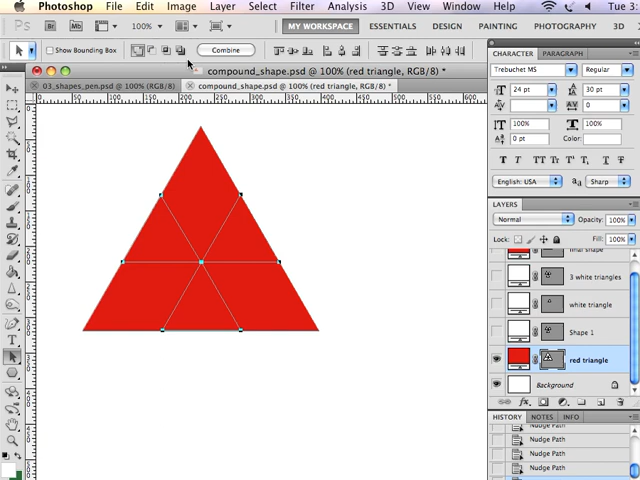 Photoshop File Edit Image Layer Select Filter Analysis 3D View Window Tue 3:
100% MY WORKSPACE ESSENTIALS DESIGN PAINTING PHOTOGRAPHY
Show Bounding Box Combine
compound_shape.psd @ 100% (red triangle, RGB/8) *
03_shapes_pen.psd @ 100% (RGB/8) compound_shape.psd @ 100% (red triangle, RGB/8) *
CHARACTER PARAGRAPH
Trebuchet MS Regular
24 pt 30 pt
0
100% 100%
0 pt Color:
English: USA Sharp
LAYERS
Normal Opacity: 100%
Lock: Fill: 100%
final shape
3 white triangles
white triangle
Shape 1
red triangle
Background
HISTORY NOTES INFO
Nudge Path
Nudge Path
Nudge Path
Nudge Path